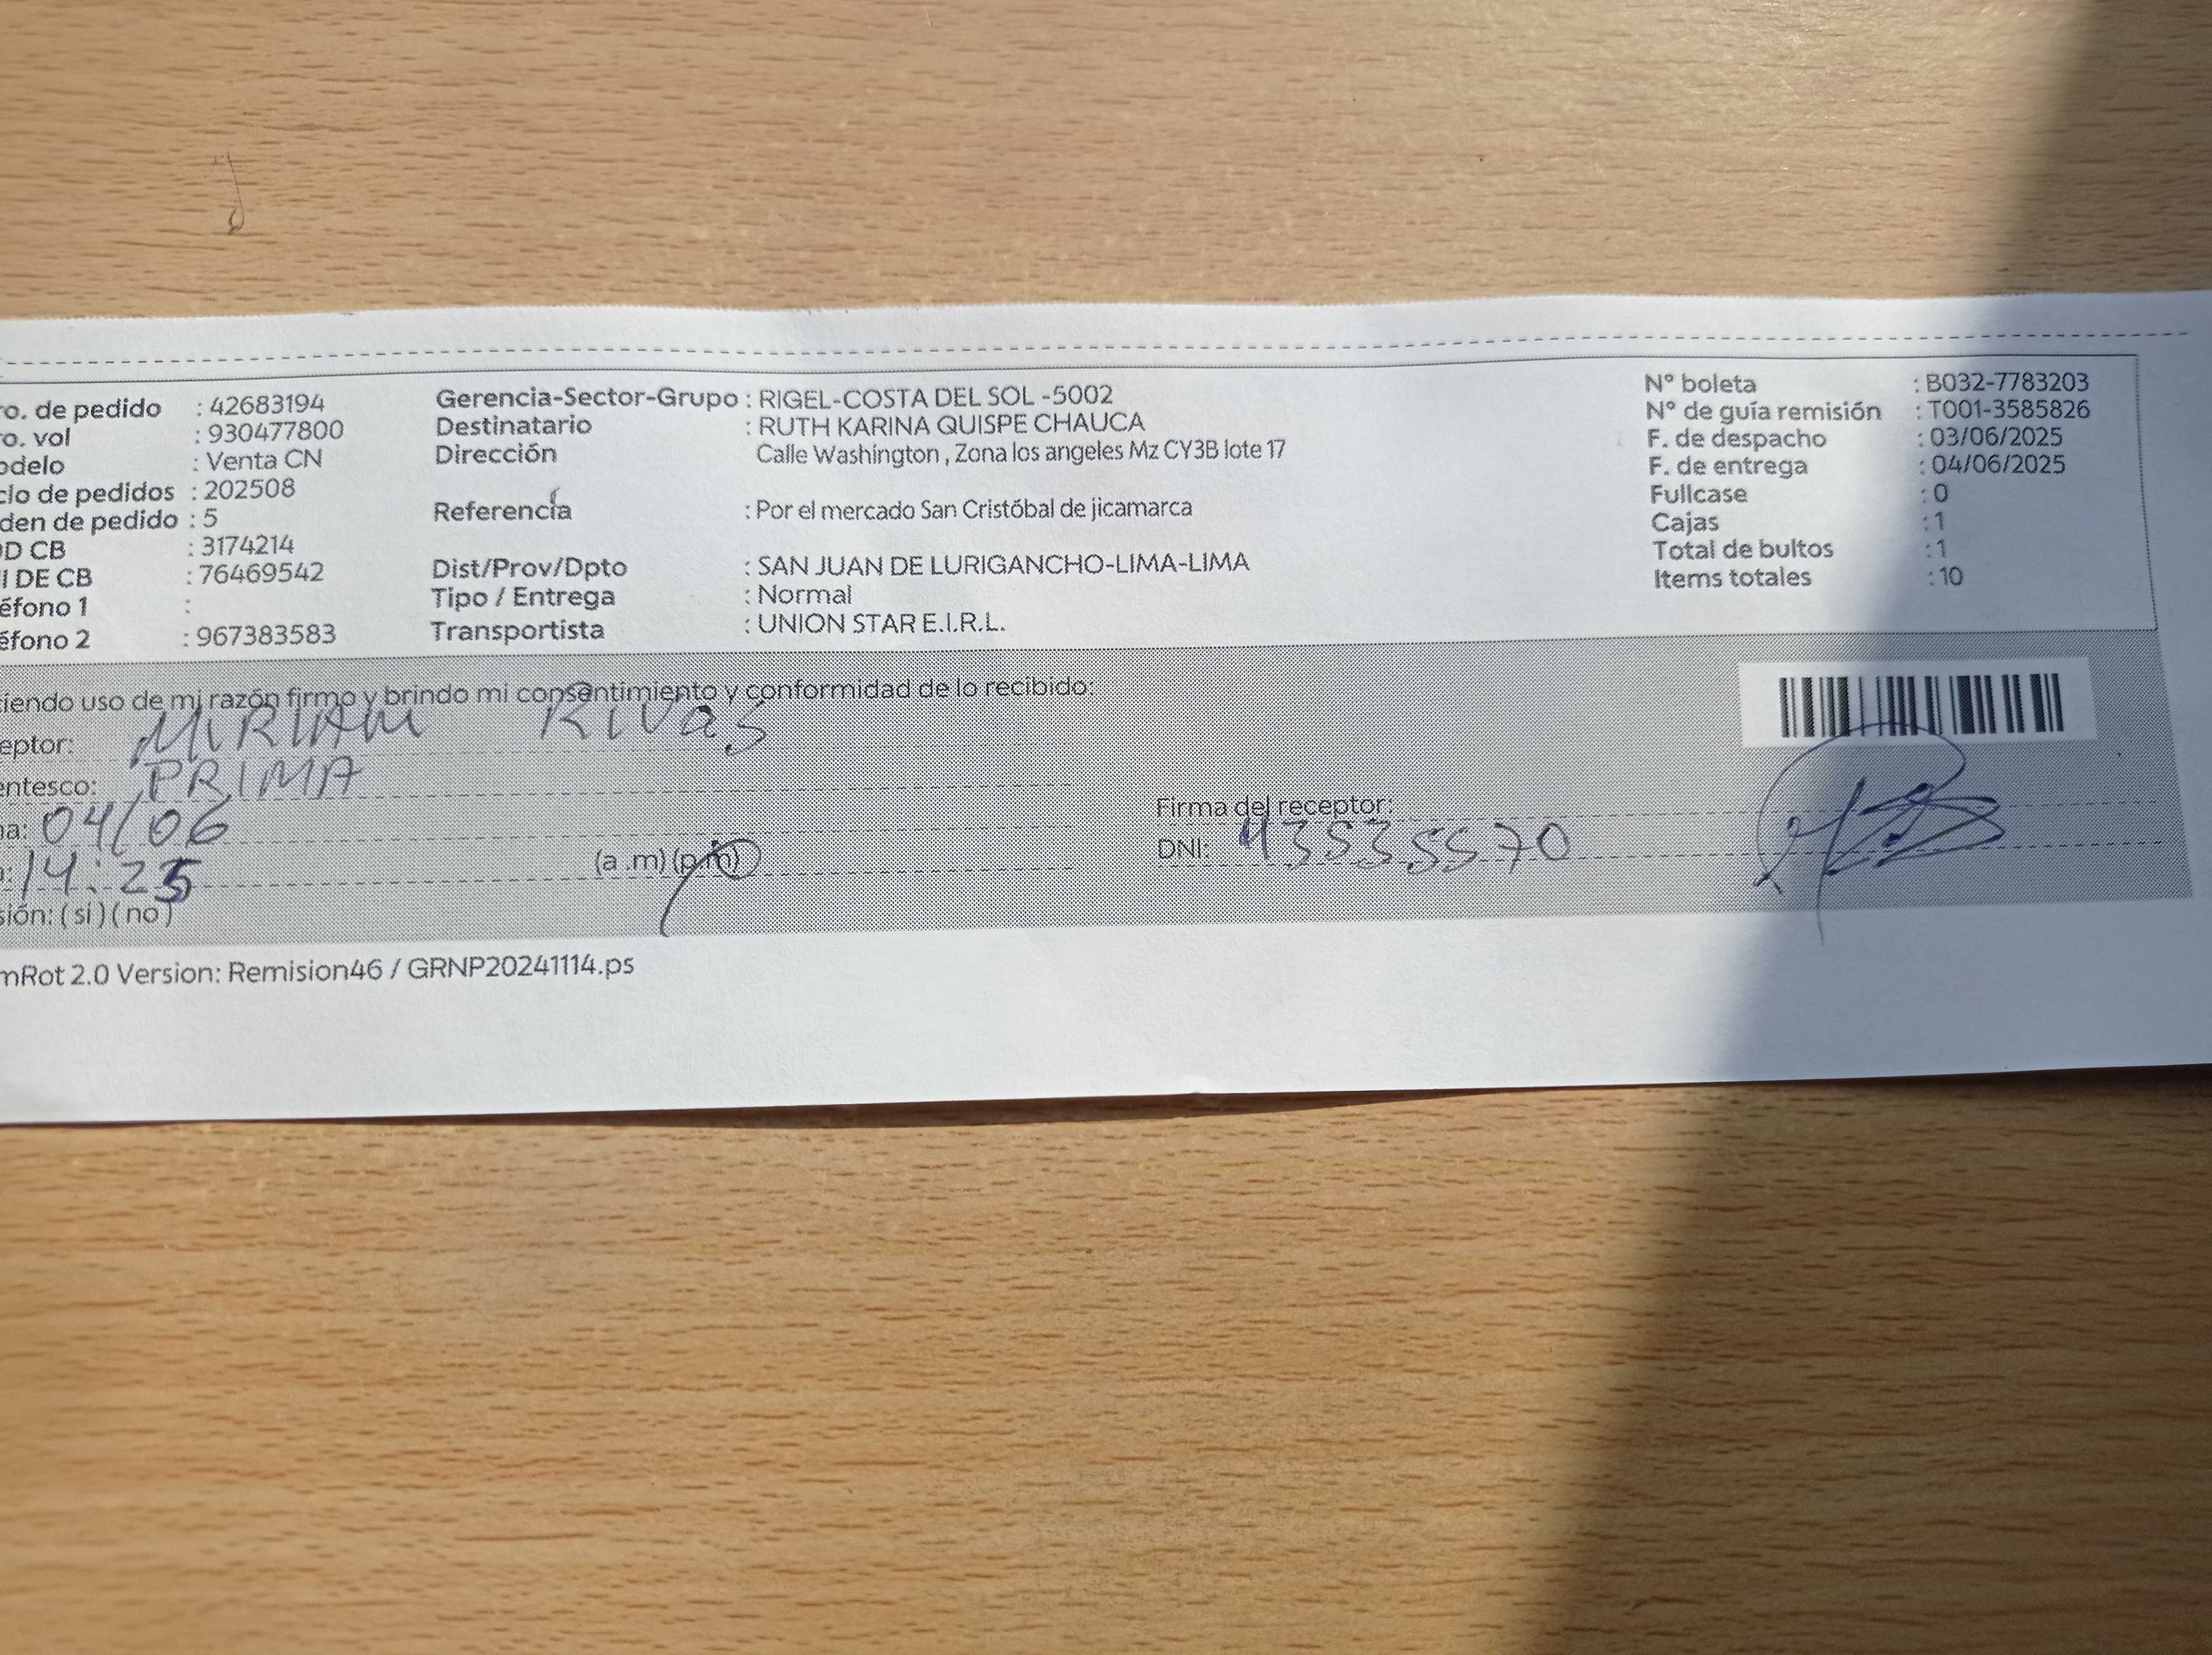 ro. de pedido : 42683194
ro. vol : 930477800
odelo : Venta CN
clo de pedidos : 202508
den de pedido : 5
D CB : 3174214
I DE CB : 76469542
éfono 1 :
éfono 2 : 967383583
Gerencia-Sector-Grupo : RIGEL-COSTA DEL SOL -5002
Destinatario : RUTH KARINA QUISPE CHAUCA
Dirección Calle Washington , Zona los angeles Mz CY3B lote 17
Referencia : Por el mercado San Cristóbal de jicamarca
Dist/Prov/Dpto : SAN JUAN DE LURIGANCHO-LIMA-LIMA
Tipo / Entrega : Normal
Transportista : UNION STAR E.I.R.L.
N° boleta : B032-7783203
N° de guía remisión : T001-3585826
F. de despacho : 03/06/2025
F. de entrega : 04/06/2025
Fullcase : 0
Cajas : 1
Total de bultos : 1
Items totales : 10
iendo uso de mi razón firmo y brindo mi consentimiento y conformidad de lo recibido:
eptor: MIRIAM RIVAS
entesco: PRIMA
na: 04/06
: 14:25 (a .m) (p.m)
sión: ( si ) ( no )
Firma del receptor:
DNI: 43535570
mRot 2.0 Version: Remision46 / GRNP20241114.ps